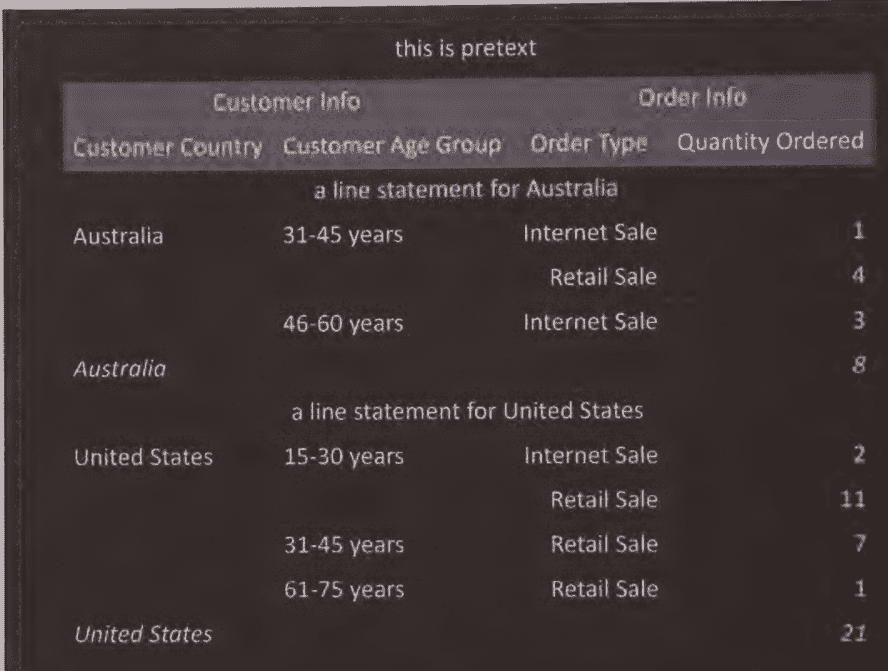 this is pretext
Customer Info Order Info
Customer Country Customer Age Group Order Type Quantity Ordered
a line statement for Australia
Australia 31-45 years Internet Sale 1
Retail Sale 4
46-60 years Internet Sale 3
Australia 8
a line statement for United States
United States 15-30 years Internet Sale 2
Retail Sale 11
31-45 years Retail Sale 7
61-75 years Retail Sale 1
United States 21